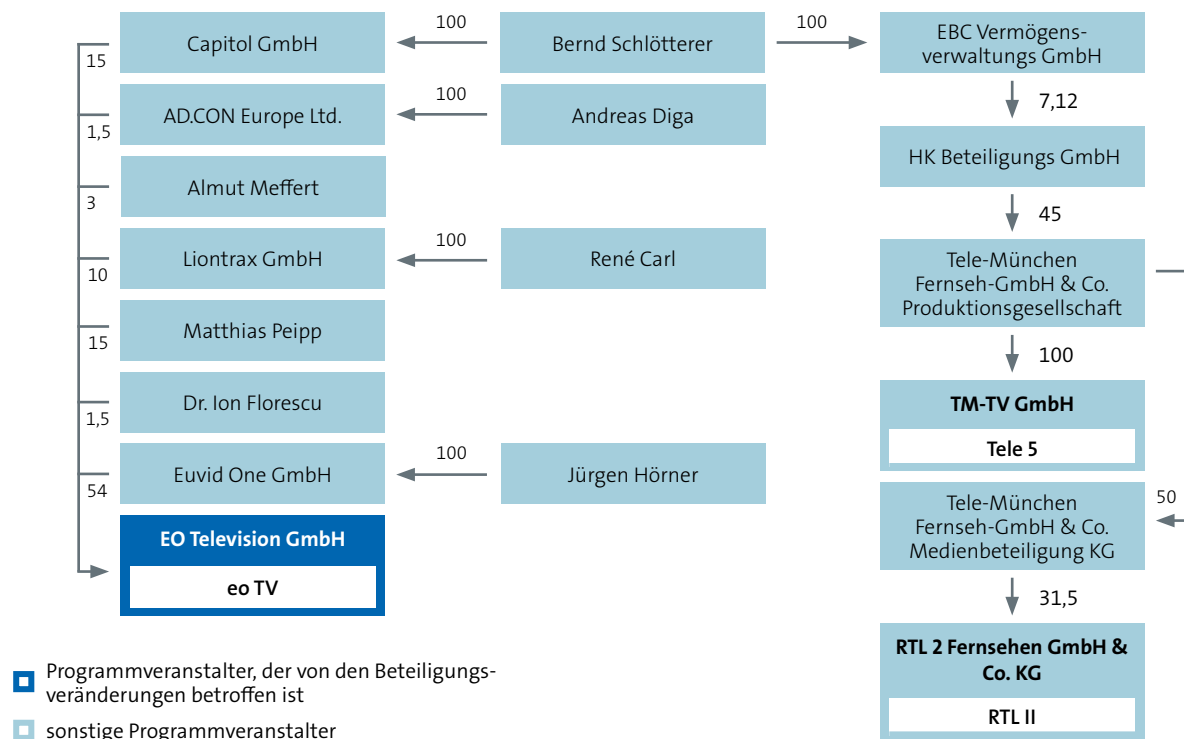 100
100
15
Capitol GmbH
Bernd Schlötterer
EBC Vermögens-
verwaltungs GmbH
7,12
100
1,5
AD.CON Europe Ltd.
Andreas Diga
HK Beteiligungs GmbH
3
Almut Meffert
45
100
10
Liontrax GmbH
René Carl
Tele-München
Fernseh-GmbH & Co.
Produktionsgesellschaft
15
Matthias Peipp
100
1,5
Dr. Ion Florescu
TM-TV GmbH
Tele 5
100
54
Euvid One GmbH
Jürgen Hörner
50
Tele-München
Fernseh-GmbH & Co.
Medienbeteiligung KG
EO Television GmbH
eo TV
31,5
RTL 2 Fernsehen GmbH &
Co. KG
RTL II
Programmveranstalter, der von den Beteiligungs-
veränderungen betroffen ist
sonstige Programmveranstalter